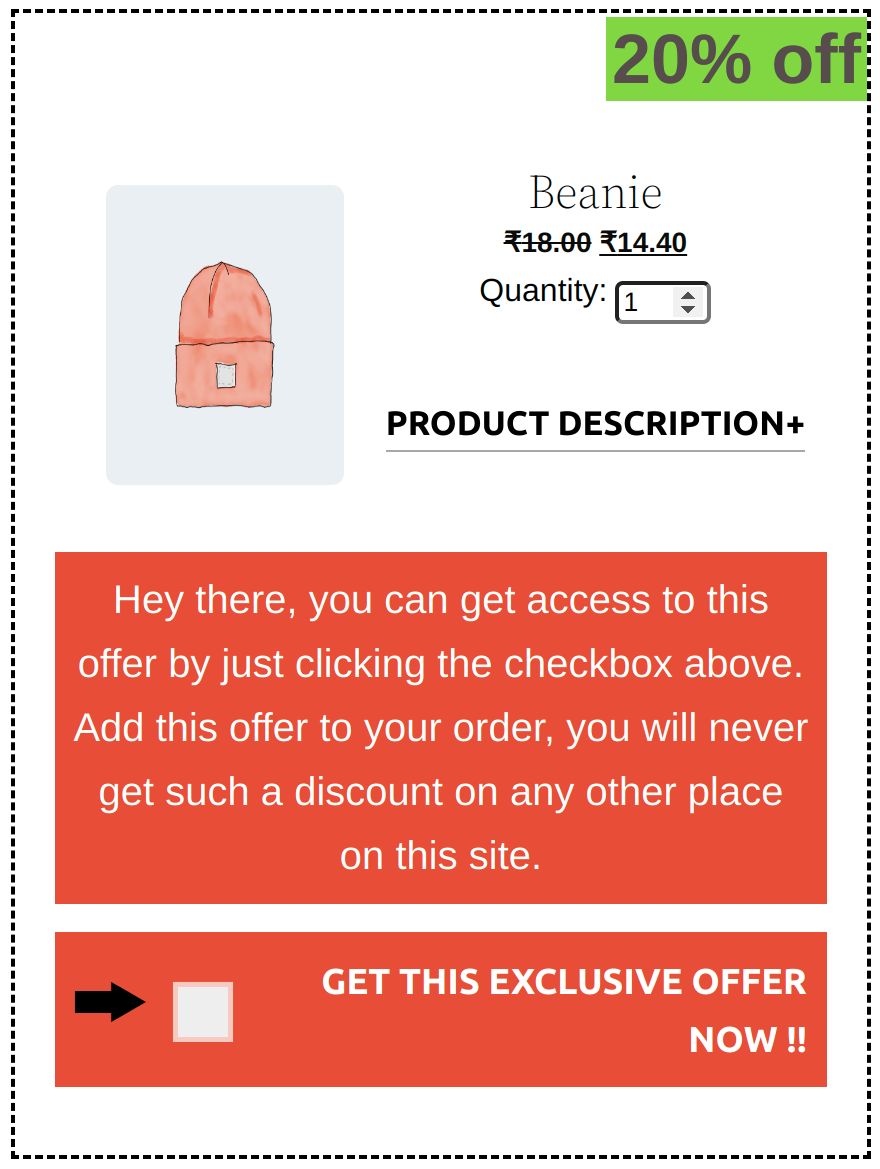 20% off
Beanie
₹18.00 ₹14.40
Quantity: 1
PRODUCT DESCRIPTION+
Hey there, you can get access to this
offer by just clicking the checkbox above.
Add this offer to your order, you will never
get such a discount on any other place
on this site.
GET THIS EXCLUSIVE OFFER
NOW !!